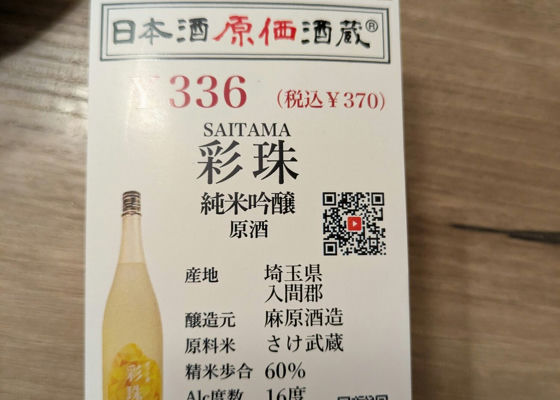 日本酒原価酒蔵®
¥336 (税込¥370)
SAITAMA
彩珠
純米吟醸
原酒
産地 埼玉県
入間郡
醸造元 麻原酒造
原料米 さけ武蔵
精米歩合 60%
Alc度数 16度
彩珠